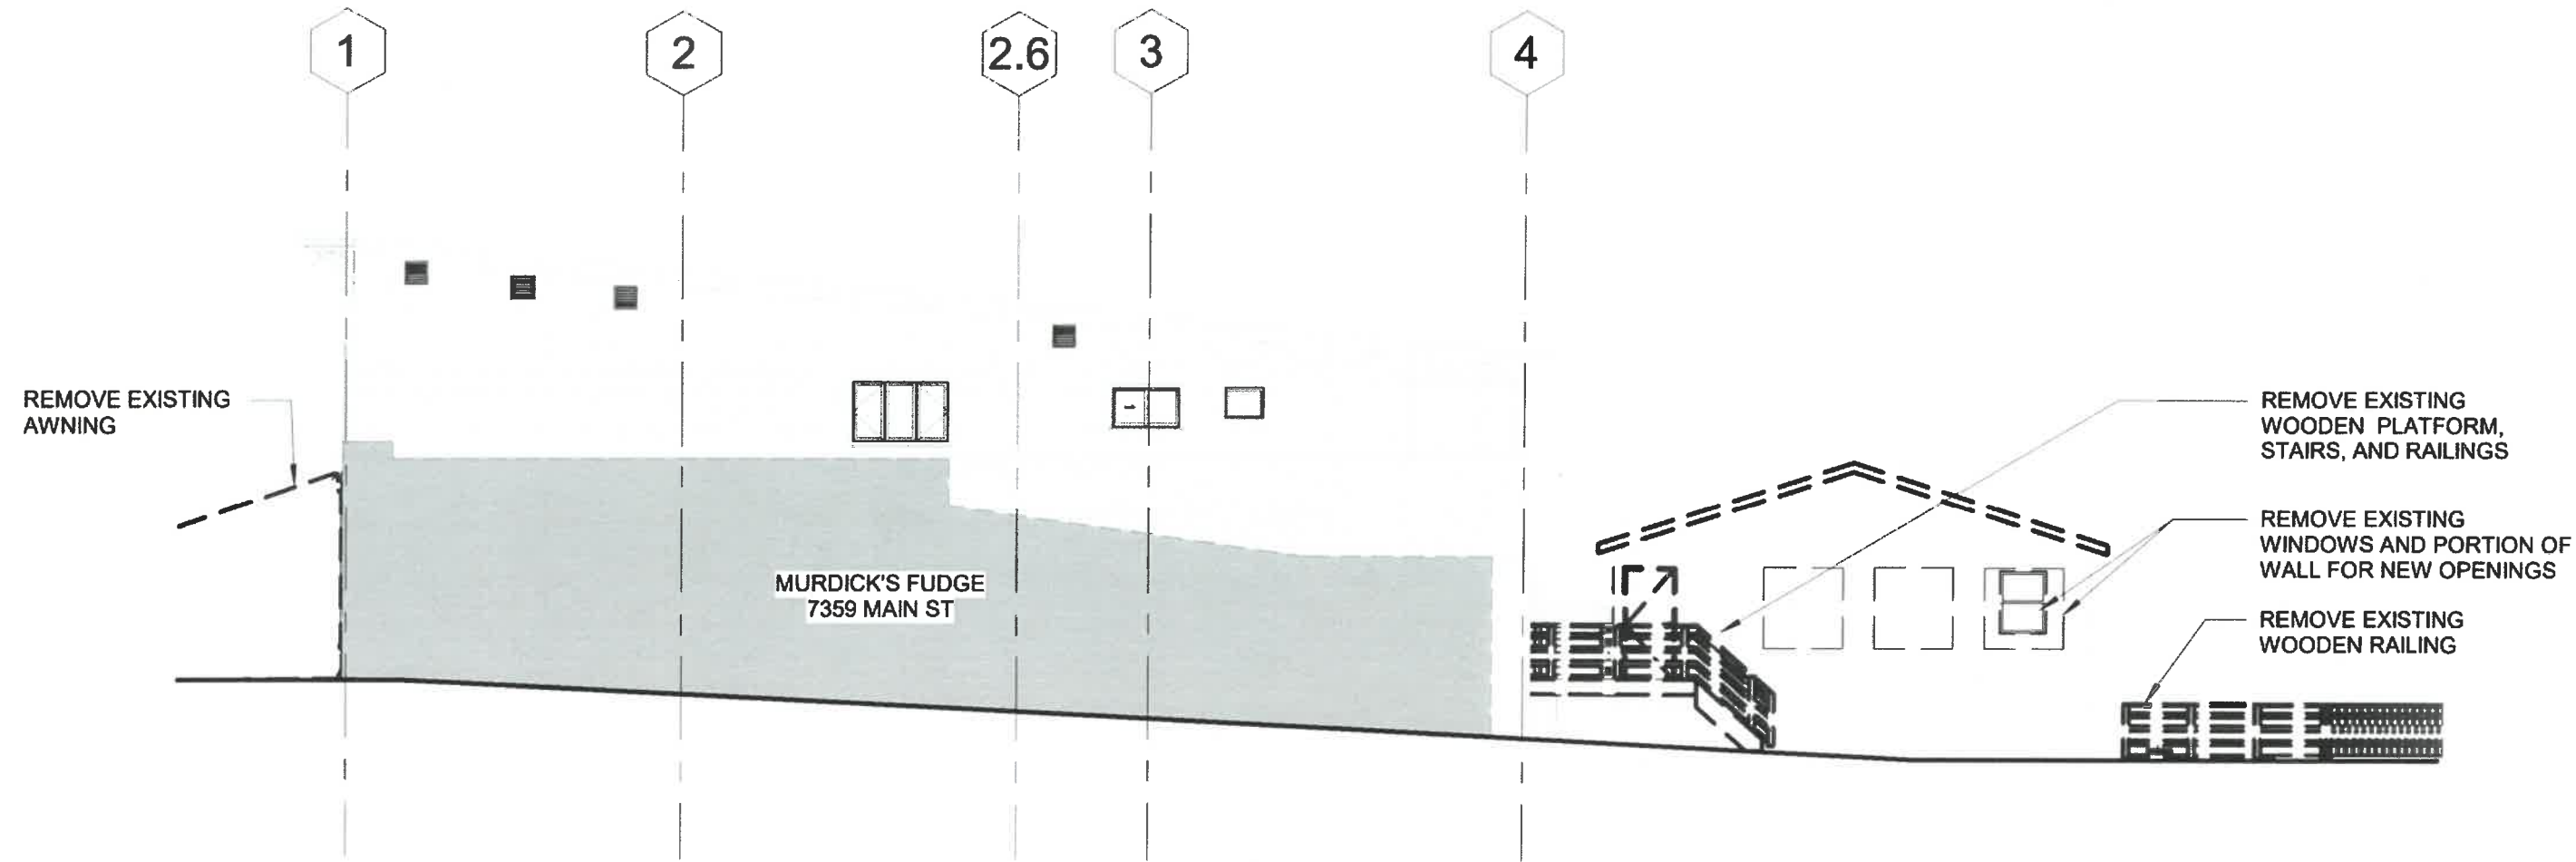 1
2
2.6
3
4
REMOVE EXISTING
AWNING
MURDICK'S FUDGE
7359 MAIN ST
REMOVE EXISTING
WOODEN PLATFORM,
STAIRS, AND RAILINGS
REMOVE EXISTING
WINDOWS AND PORTION OF
WALL FOR NEW OPENINGS
REMOVE EXISTING
WOODEN RAILING